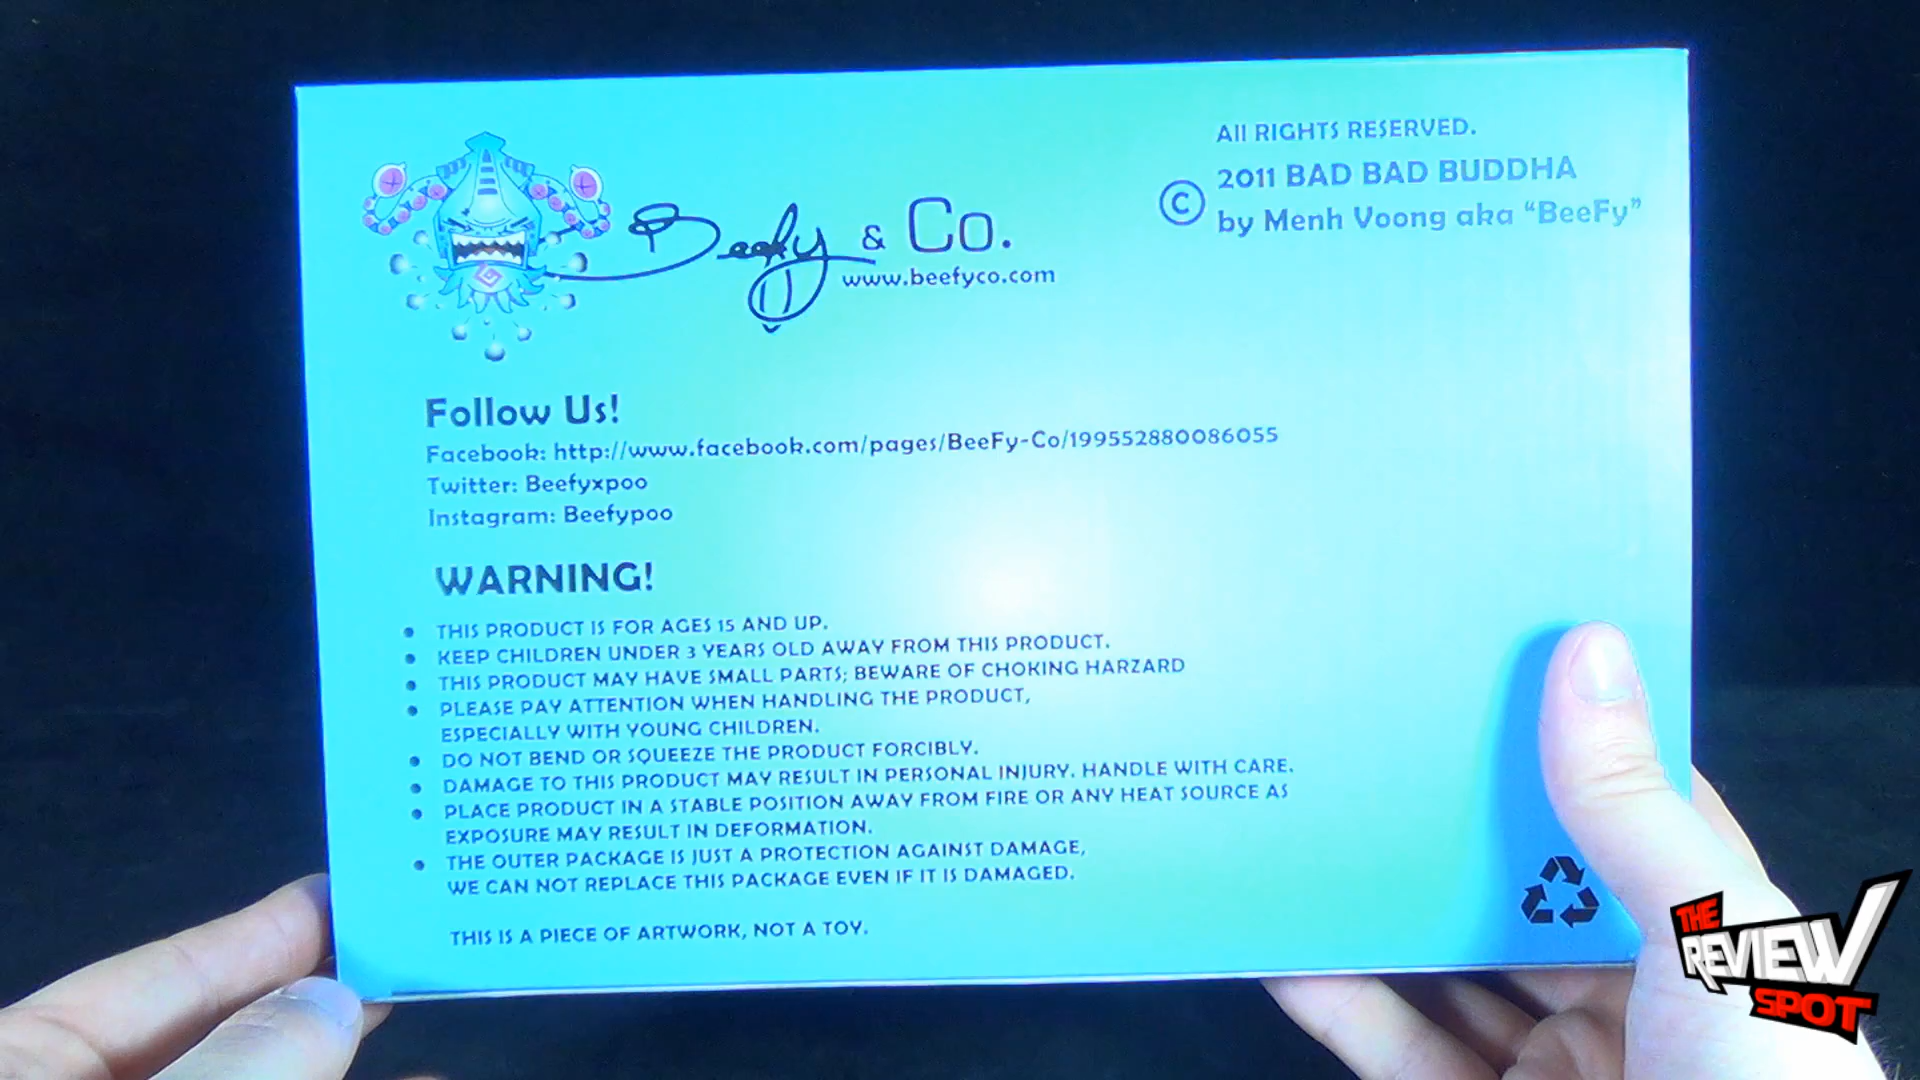 Beefy & Co.
www.beefyco.com
All RIGHTS RESERVED.
© 2011 BAD BAD BUDDHA
by Menh Voong aka “BeeFy”
Follow Us!
Facebook: http://www.facebook.com/pages/BeeFy-Co/199552880086055
Twitter: Beefyxpoo
Instagram: Beefypoo
WARNING!
• THIS PRODUCT IS FOR AGES 15 AND UP.
• KEEP CHILDREN UNDER 3 YEARS OLD AWAY FROM THIS PRODUCT.
• THIS PRODUCT MAY HAVE SMALL PARTS; BEWARE OF CHOKING HARZARD
• PLEASE PAY ATTENTION WHEN HANDLING THE PRODUCT,
ESPECIALLY WITH YOUNG CHILDREN.
• DO NOT BEND OR SQUEEZE THE PRODUCT FORCIBLY.
• DAMAGE TO THIS PRODUCT MAY RESULT IN PERSONAL INJURY. HANDLE WITH CARE.
• PLACE PRODUCT IN A STABLE POSITION AWAY FROM FIRE OR ANY HEAT SOURCE AS
EXPOSURE MAY RESULT IN DEFORMATION.
• THE OUTER PACKAGE IS JUST A PROTECTION AGAINST DAMAGE,
WE CAN NOT REPLACE THIS PACKAGE EVEN IF IT IS DAMAGED.
THIS IS A PIECE OF ARTWORK, NOT A TOY.
THE
REVIEW
SPOT